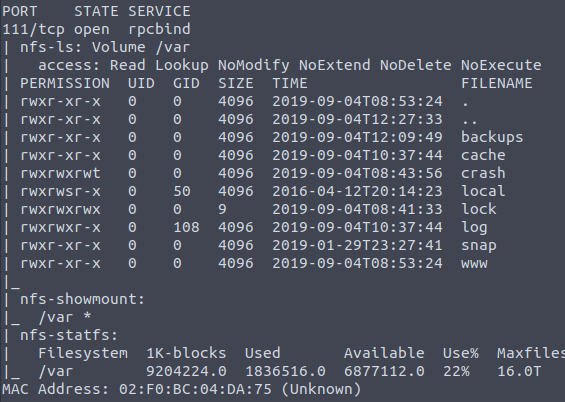 PORT    STATE SERVICE
111/tcp open  rpcbind
| nfs-ls: Volume /var
|   access: Read Lookup NoModify NoExtend NoDelete NoExecute
| PERMISSION  UID  GID  SIZE  TIME                 FILENAME
| rwxr-xr-x   0    0    4096  2019-09-04T08:53:24  .
| rwxr-xr-x   0    0    4096  2019-09-04T12:27:33  ..
| rwxr-xr-x   0    0    4096  2019-09-04T12:09:49  backups
| rwxr-xr-x   0    0    4096  2019-09-04T10:37:44  cache
| rwxrwxrwt   0    0    4096  2019-09-04T08:43:56  crash
| rwxrwsr-x   0    50   4096  2016-04-12T20:14:23  local
| rwxrwxrwx   0    0    9     2019-09-04T08:41:33  lock
| rwxrwxr-x   0    108  4096  2019-09-04T10:37:44  log
| rwxr-xr-x   0    0    4096  2019-01-29T23:27:41  snap
| rwxr-xr-x   0    0    4096  2019-09-04T08:53:24  www
|_
| nfs-showmount:
|_  /var *
| nfs-statfs:
|   Filesystem  1K-blocks  Used       Available  Use%  Maxfiles
|_  /var        9204224.0  1836516.0  6877112.0  22%   16.0T
MAC Address: 02:F0:BC:04:DA:75 (Unknown)